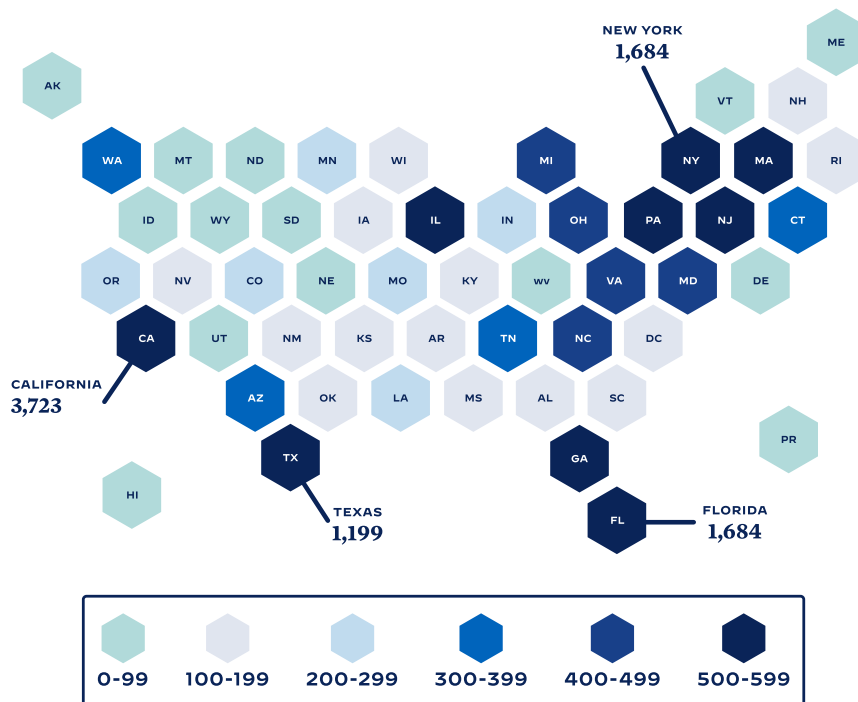 NEW YORK
1,684
ME
AK
VT
NH
WA
MT
ND
MN
WI
MI
NY
MA
RI
ID
WY
SD
IA
IL
IN
OH
PA
NJ
CT
OR
NV
CO
NE
MO
KY
wv
VA
MD
DE
CA
UT
NM
KS
AR
TN
NC
DC
CALIFORNIA
3,723
AZ
OK
LA
MS
AL
SC
PR
TX
GA
HI
TEXAS
1,199
FL
FLORIDA
1,684
0-99
100-199
200-299
300-399
400-499
500-599